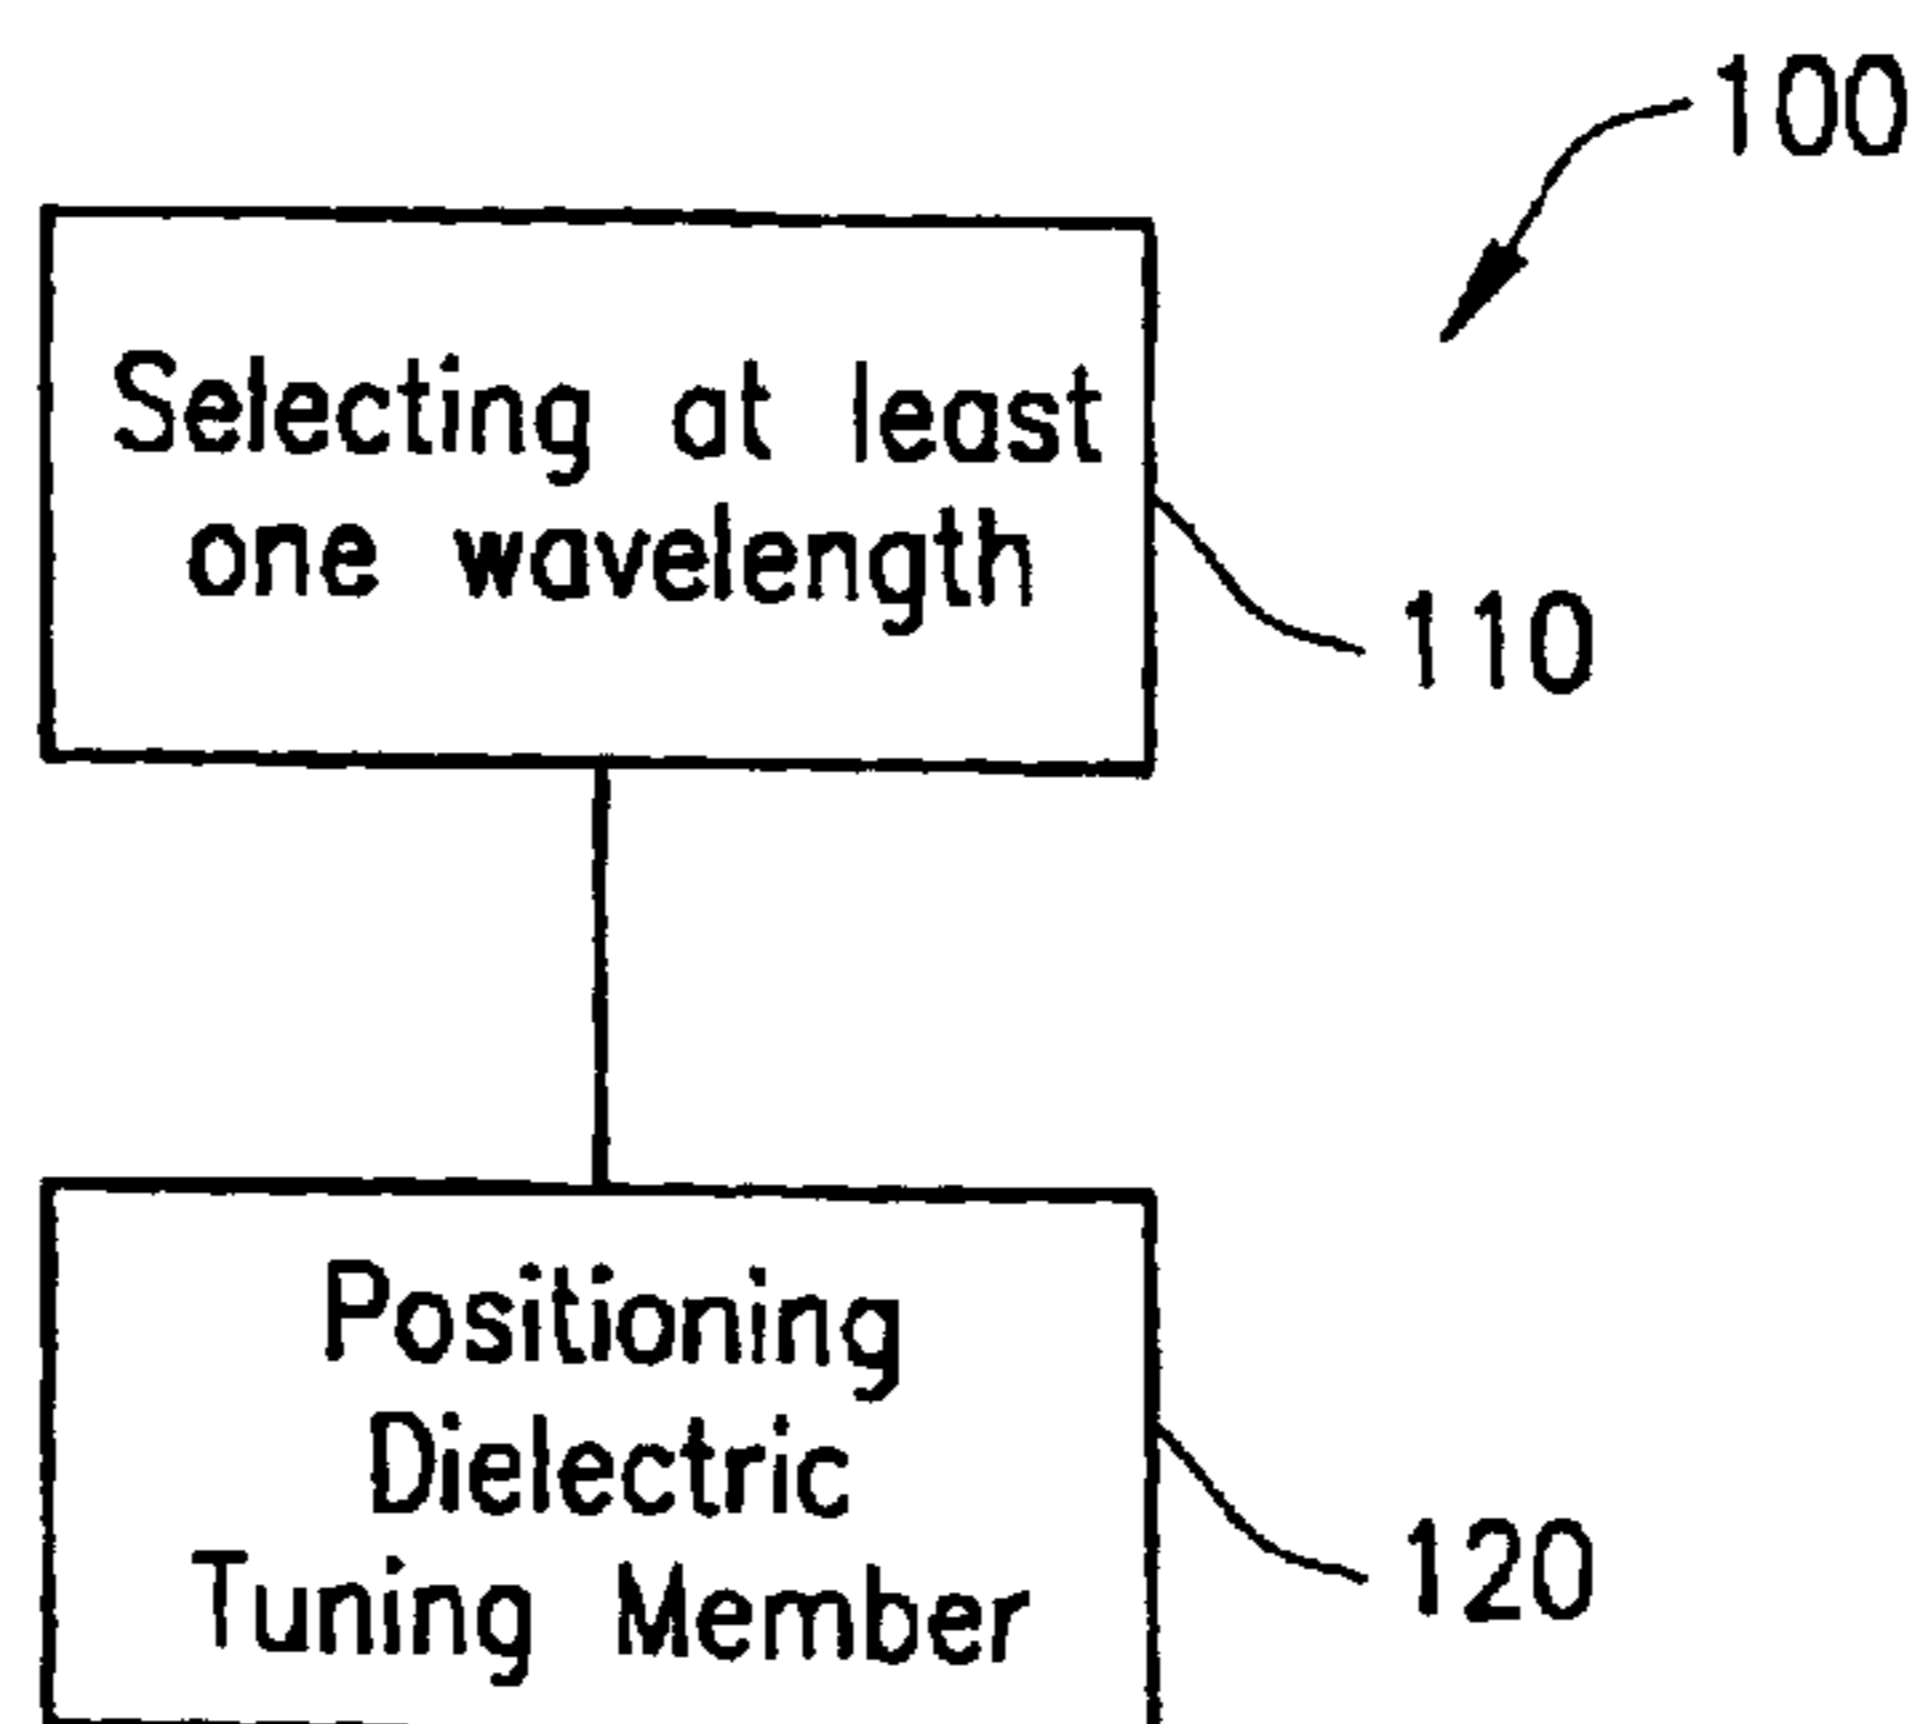 100
Selecting at least
one wavelength
110
Positioning
Dielectric
Tuning Member
120